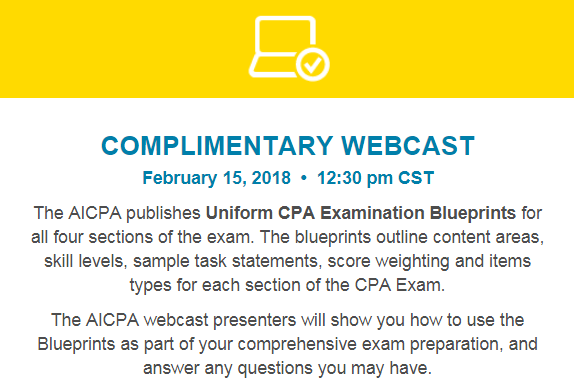 COMPLIMENTARY WEBCAST
February 15, 2018 • 12:30 pm CST
The AICPA publishes Uniform CPA Examination Blueprints for
all four sections of the exam. The blueprints outline content areas,
skill levels, sample task statements, score weighting and items
types for each section of the CPA Exam.
The AICPA webcast presenters will show you how to use the
Blueprints as part of your comprehensive exam preparation, and
answer any questions you may have.